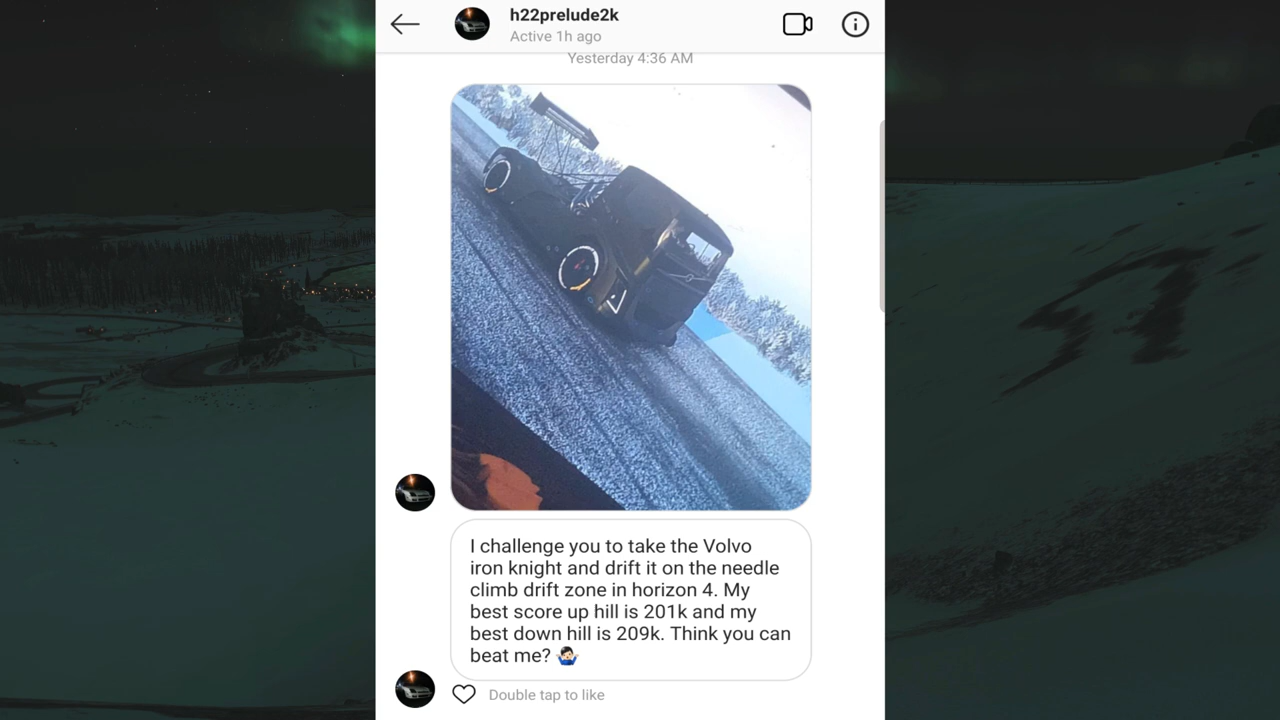 h22prelude2k
Active 1h ago
Yesterday 4:36 AM
I challenge you to take the Volvo
iron knight and drift it on the needle
climb drift zone in horizon 4. My
best score up hill is 201k and my
best down hill is 209k. Think you can
beat me? 🤷🏻‍♂️
Double tap to like